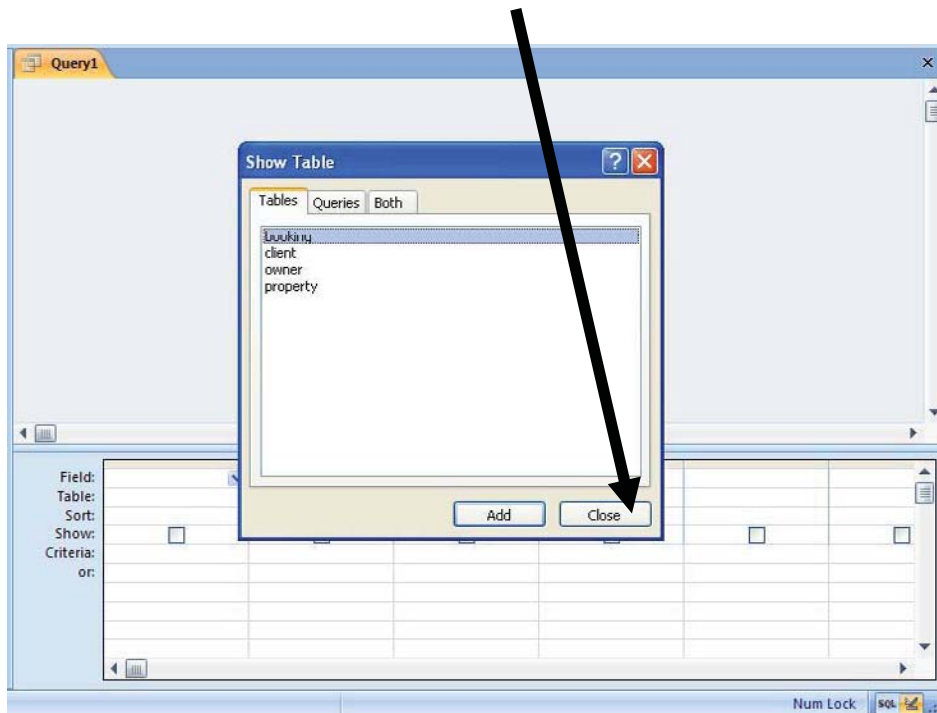 Query1
Show Table
Tables Queries Both
booking
client
owner
property
Add Close
Field:
Table:
Sort:
Show:
Criteria:
or:
Num Lock SQL